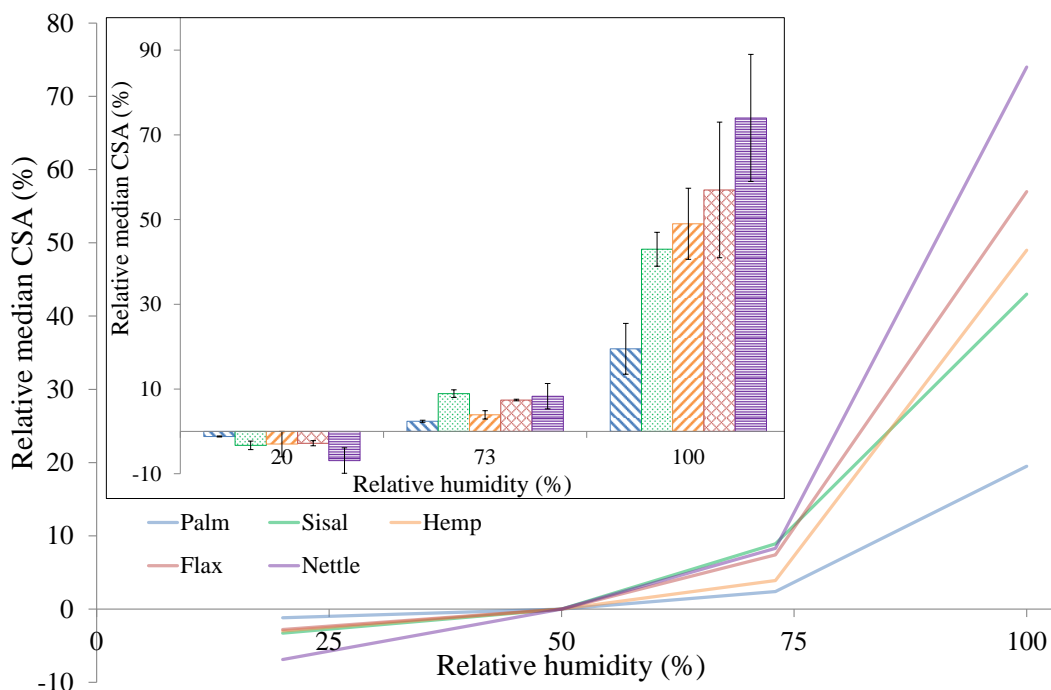 80
70
60
50
40
30
20
10
0
-10
Relative median CSA (%)
90
70
50
30
10
-10
Relative median CSA (%)
20 73 100
Relative humidity (%)
Palm Sisal Hemp
Flax Nettle
0 25 50 75 100
Relative humidity (%)